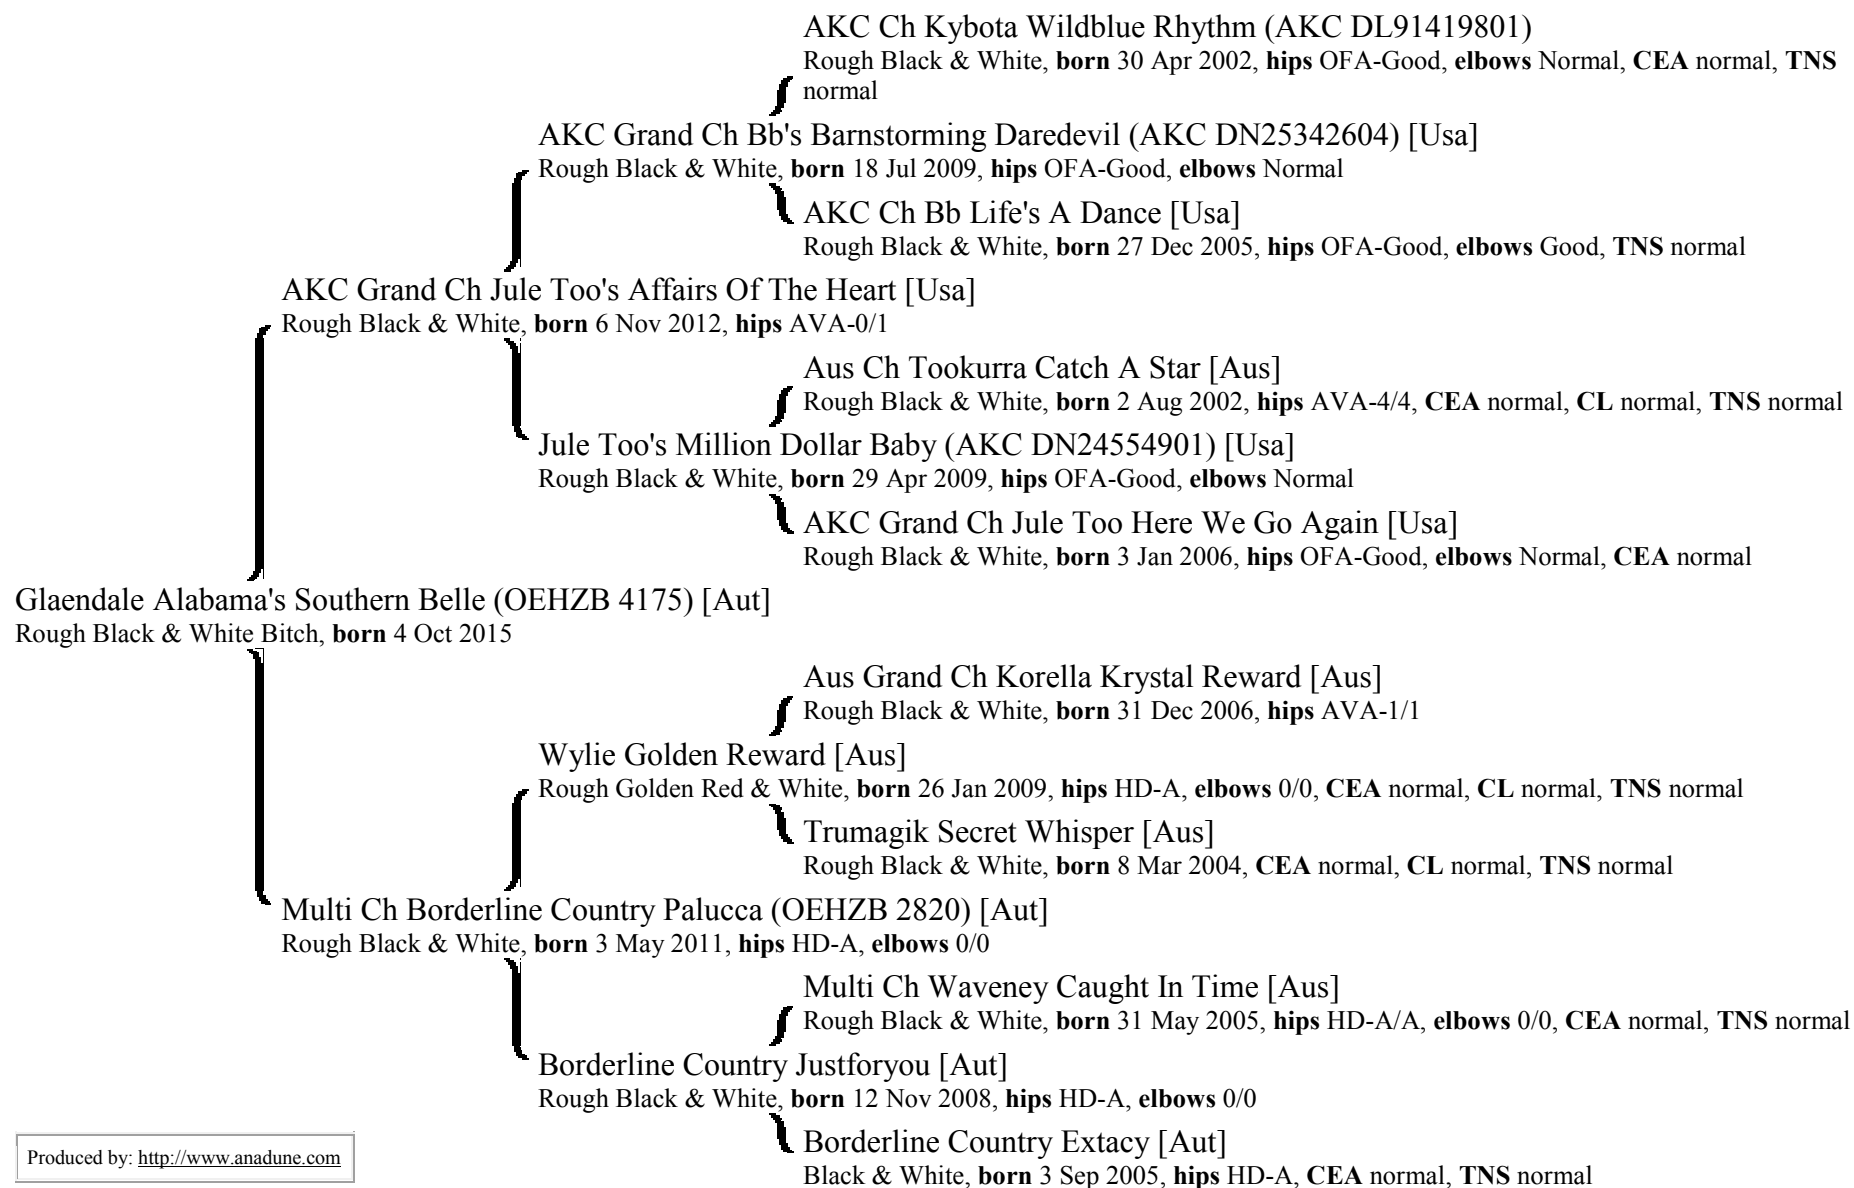 AKC Ch Kybota Wildblue Rhythm (AKC DL91419801)
Rough Black & White, born 30 Apr 2002, hips OFA-Good, elbows Normal, CEA normal, TNS
normal
AKC Grand Ch Bb's Barnstorming Daredevil (AKC DN25342604) [Usa]
Rough Black & White, born 18 Jul 2009, hips OFA-Good, elbows Normal
AKC Ch Bb Life's A Dance [Usa]
Rough Black & White, born 27 Dec 2005, hips OFA-Good, elbows Good, TNS normal
AKC Grand Ch Jule Too's Affairs Of The Heart [Usa]
Rough Black & White, born 6 Nov 2012, hips AVA-0/1
Aus Ch Tookurra Catch A Star [Aus]
Rough Black & White, born 2 Aug 2002, hips AVA-4/4, CEA normal, CL normal, TNS normal
Jule Too's Million Dollar Baby (AKC DN24554901) [Usa]
Rough Black & White, born 29 Apr 2009, hips OFA-Good, elbows Normal
AKC Grand Ch Jule Too Here We Go Again [Usa]
Rough Black & White, born 3 Jan 2006, hips OFA-Good, elbows Normal, CEA normal
Glaendale Alabama's Southern Belle (OEHZB 4175) [Aut]
Rough Black & White Bitch, born 4 Oct 2015
Aus Grand Ch Korella Krystal Reward [Aus]
Rough Black & White, born 31 Dec 2006, hips AVA-1/1
Wylie Golden Reward [Aus]
Rough Golden Red & White, born 26 Jan 2009, hips HD-A, elbows 0/0, CEA normal, CL normal, TNS normal
Trumagik Secret Whisper [Aus]
Rough Black & White, born 8 Mar 2004, CEA normal, CL normal, TNS normal
Multi Ch Borderline Country Palucca (OEHZB 2820) [Aut]
Rough Black & White, born 3 May 2011, hips HD-A, elbows 0/0
Multi Ch Waveney Caught In Time [Aus]
Rough Black & White, born 31 May 2005, hips HD-A/A, elbows 0/0, CEA normal, TNS normal
Borderline Country Justforyou [Aut]
Rough Black & White, born 12 Nov 2008, hips HD-A, elbows 0/0
Borderline Country Extacy [Aut]
Black & White, born 3 Sep 2005, hips HD-A, CEA normal, TNS normal
Produced by: http://www.anadune.com